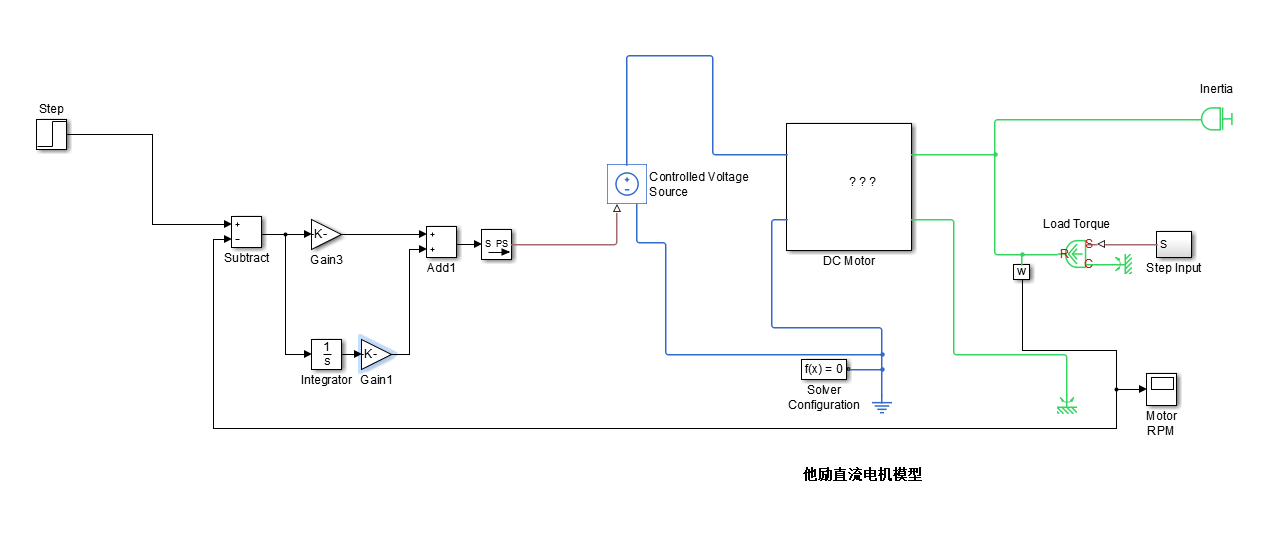 Inertia
Step
? ? ?
Controlled Voltage
Source
+
-
Load Torque
+
-
-K-
+
+
S PS
S
R
C
S
Subtract
Gain3
Add1
DC Motor
w
Step Input
1
s
-K-
Integrator
Gain1
f(x) = 0
Solver
Configuration
Motor
RPM
他励直流电机模型